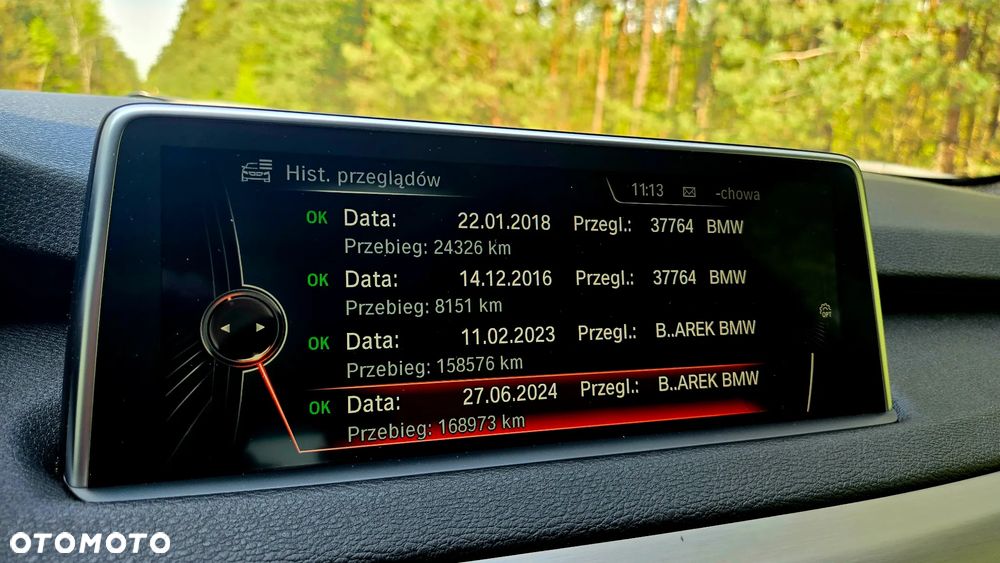 Hist. przeglądów
11:13 -chowa
OK Data: 22.01.2018 Przegl.: 37764 BMW
Przebieg: 24326 km
OK Data: 14.12.2016 Przegl.: 37764 BMW
Przebieg: 8151 km
OK Data: 11.02.2023 Przegl.: B..AREK BMW
Przebieg: 158576 km
OK Data: 27.06.2024 Przegl.: B..AREK BMW
Przebieg: 168973 km
OPT
OTOMOTO